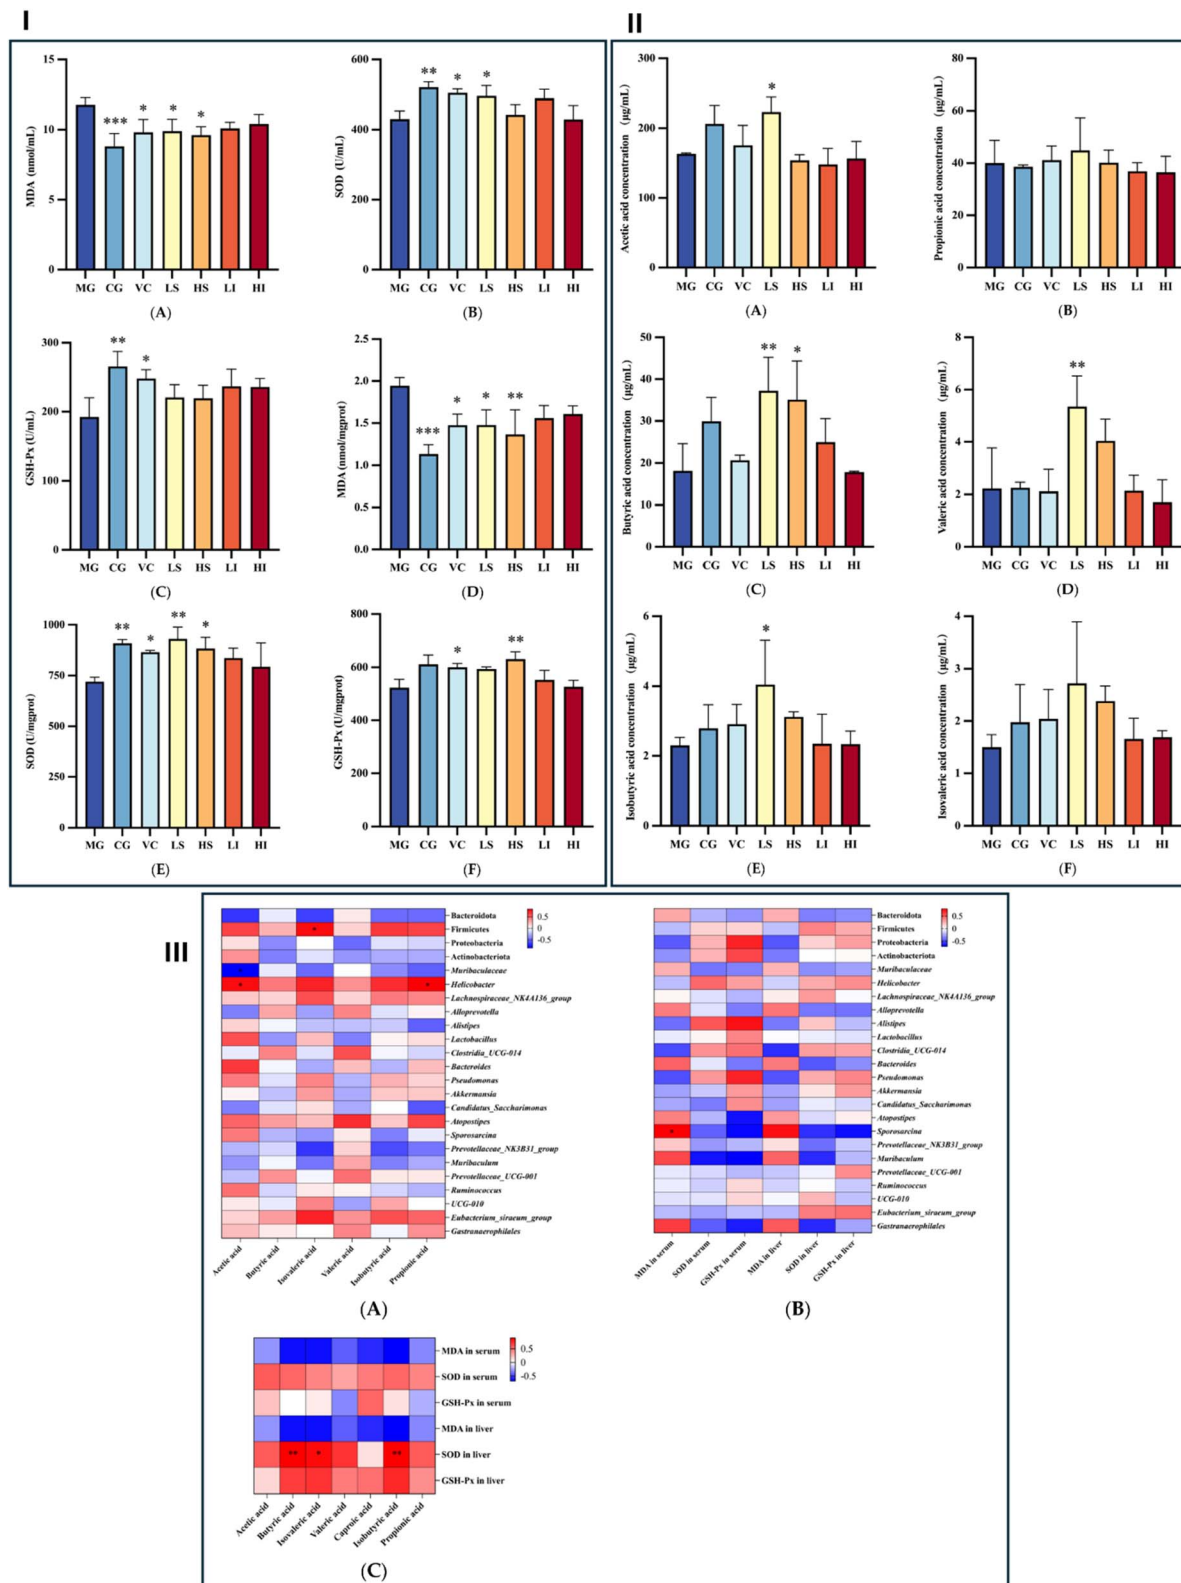 I
II
15
10
5
0
MDA (nmol/mL)
***
*
*
*
MG CG VC LS HS LI HI
(A)
600
400
200
0
SOD (U/mL)
**
*
*
MG CG VC LS HS LI HI
(B)
300
200
100
0
GSH-Px (U/mL)
**
*
MG CG VC LS HS LI HI
(C)
2.0
1.5
1.0
0.5
0.0
MDA (nmol/mgprot)
***
*
*
**
MG CG VC LS HS LI HI
(D)
1000
750
500
250
0
SOD (U/mgprot)
**
*
**
*
MG CG VC LS HS LI HI
(E)
800
600
400
200
0
GSH-Px (U/mgprot)
*
**
MG CG VC LS HS LI HI
(F)
300
200
100
0
Acetic acid concentration (μg/mL)
*
MG CG VC LS HS LI HI
(A)
80
60
40
20
0
Propionic acid concentration (μg/mL)
MG CG VC LS HS LI HI
(B)
50
40
30
20
10
0
Butyric acid concentration (μg/mL)
**
*
MG CG VC LS HS LI HI
(C)
8
6
4
2
0
Valeric acid concentration (μg/mL)
**
MG CG VC LS HS LI HI
(D)
6
4
2
0
Isobutyric acid concentration (μg/mL)
*
MG CG VC LS HS LI HI
(E)
4
3
2
1
0
Isovaleric acid concentration (μg/mL)
MG CG VC LS HS LI HI
(F)
III
Bacteroidota
Firmicutes
Proteobacteria
Actinobacteriota
Muribaculaceae
Helicobacter
Lachnospiraceae_NK4A136_group
Alloprevotella
Alistipes
Lactobacillus
Clostridia_UCG-014
Bacteroides
Pseudomonas
Akkermansia
Candidatus_Saccharimonas
Atopostipes
Sporosarcina
Prevotellaceae_NK3B31_group
Muribaculum
Prevotellaceae_UCG-001
Ruminococcus
UCG-010
Eubacterium_siraeum_group
Gastranaerophilales
0.5
0
-0.5
Acetic acid
Butyric acid
Isovaleric acid
Valeric acid
Isobutyric acid
Propionic acid
(A)
Bacteroidota
Firmicutes
Proteobacteria
Actinobacteriota
Muribaculaceae
Helicobacter
Lachnospiraceae_NK4A136_group
Alloprevotella
Alistipes
Lactobacillus
Clostridia_UCG-014
Bacteroides
Pseudomonas
Akkermansia
Candidatus_Saccharimonas
Atopostipes
Sporosarcina
Prevotellaceae_NK3B31_group
Muribaculum
Prevotellaceae_UCG-001
Ruminococcus
UCG-010
Eubacterium_siraeum_group
Gastranaerophilales
0.5
0
-0.5
MDA in serum
SOD in serum
GSH-Px in serum
MDA in liver
SOD in liver
GSH-Px in liver
(B)
MDA in serum
SOD in serum
GSH-Px in serum
MDA in liver
SOD in liver
GSH-Px in liver
0.5
0
-0.5
**
*
**
Acetic acid
Butyric acid
Isovaleric acid
Valeric acid
Caproic acid
Isobutyric acid
Propionic acid
(C)